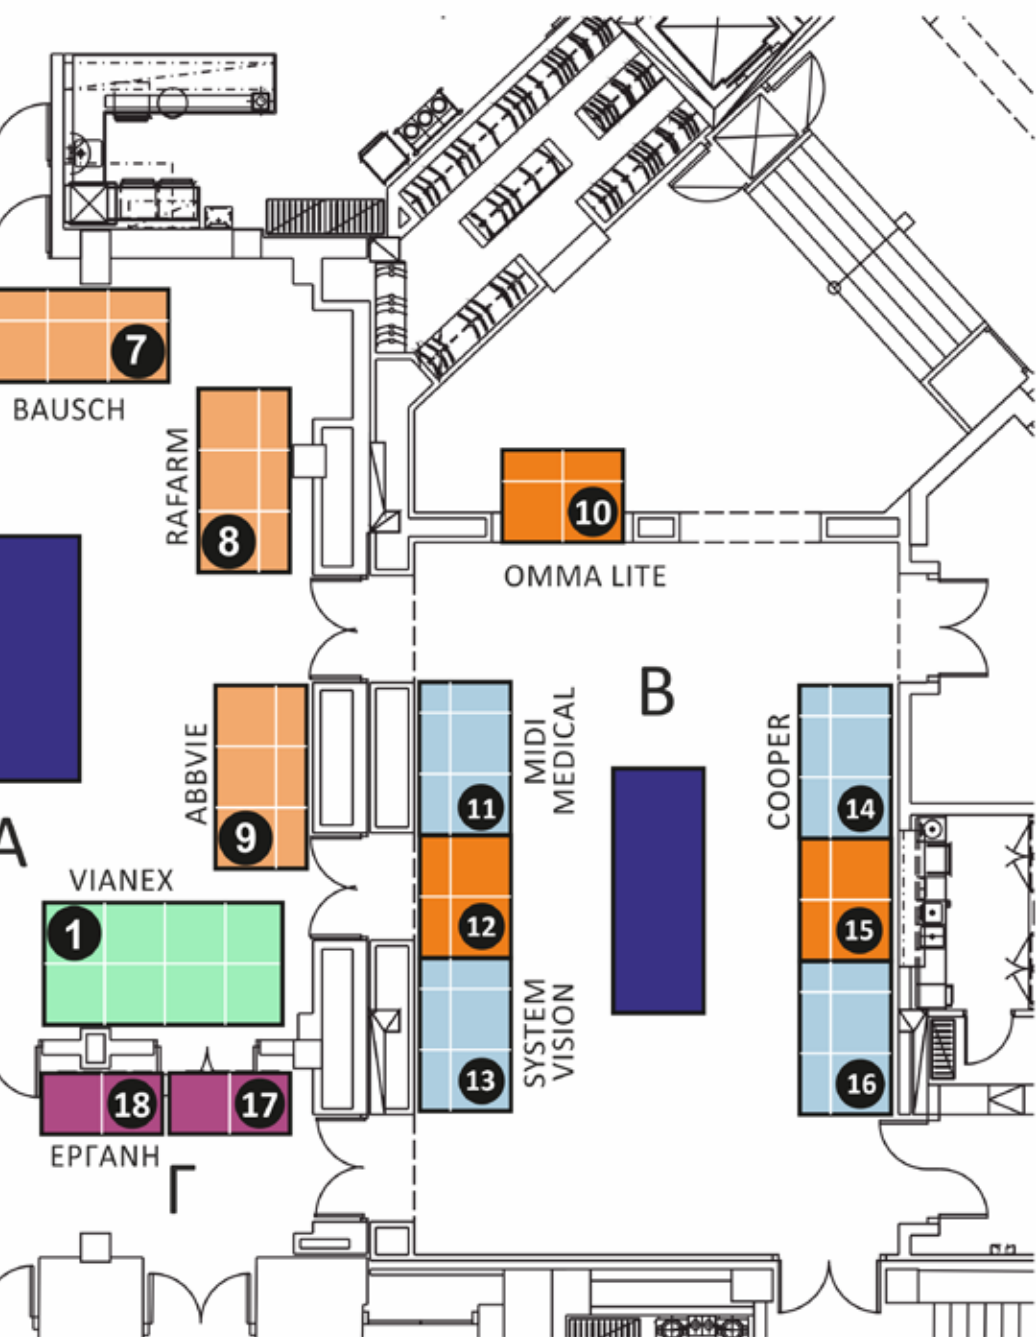 7
BAUSCH
RAFARM
8
10
OMMA LITE
B
ABBVIE
9
MIDI
MEDICAL
11
COOPER
14
A
VIANEX
1
12
15
SYSTEM
VISION
13
16
18
17
ΕΡΓΑΝΗ
Γ